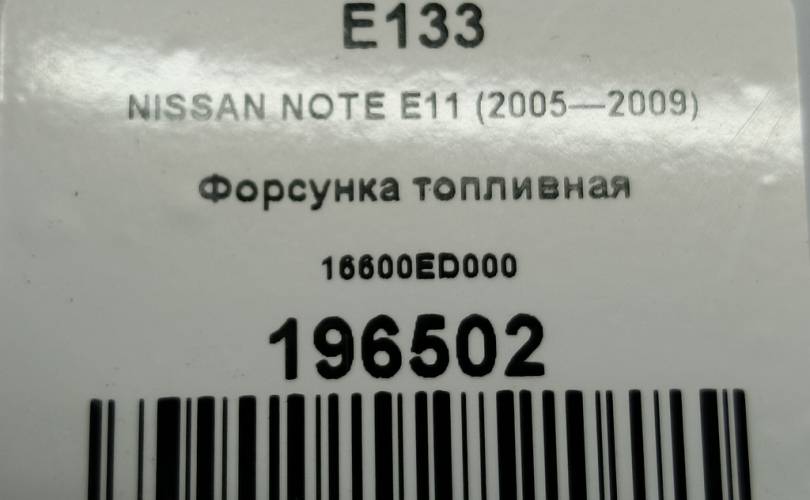 E133
NISSAN NOTE E11 (2005—2009)
Форсунка топливная
16600ED000
196502